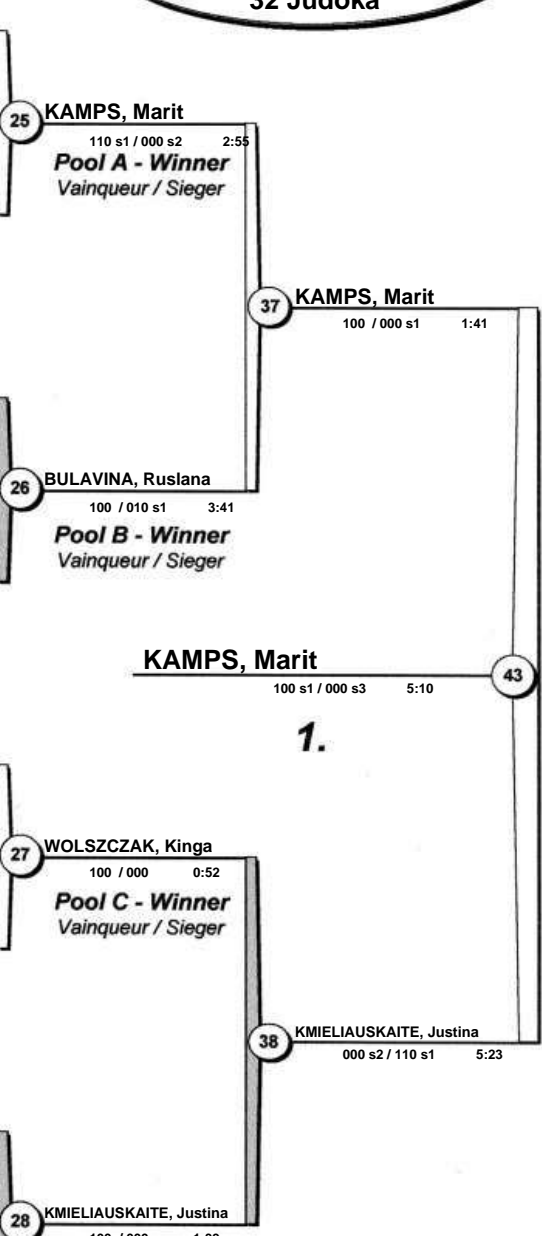 32 Judoka
25
KAMPS, Marit
110 s1 / 000 s2 2:55
Pool A - Winner
Vainqueur / Sieger
37
KAMPS, Marit
100 / 000 s1 1:41
26
BULAVINA, Ruslana
100 / 010 s1 3:41
Pool B - Winner
Vainqueur / Sieger
KAMPS, Marit
43
100 s1 / 000 s3 5:10
1.
27
WOLSZCZAK, Kinga
100 / 000 0:52
Pool C - Winner
Vainqueur / Sieger
38
KMIELIAUSKAITE, Justina
000 s2 / 110 s1 5:23
28
KMIELIAUSKAITE, Justina